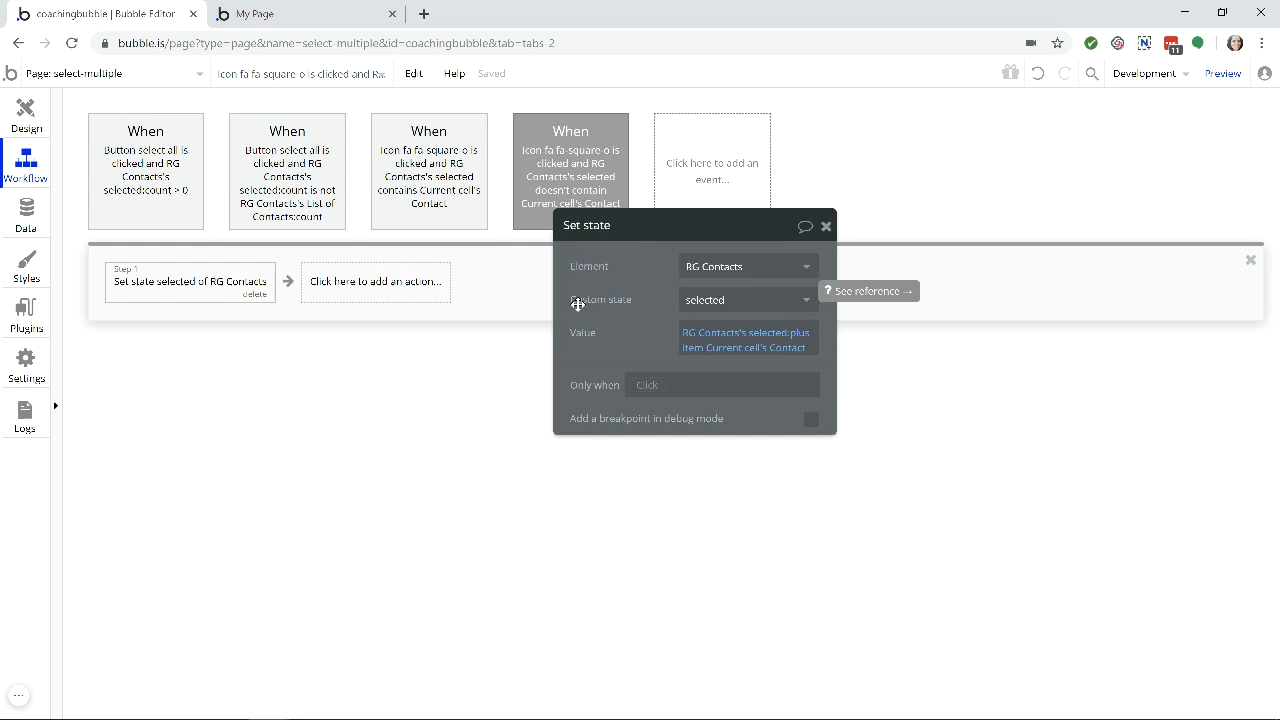 coachingbubble | Bubble Editor
My Page
bubble.is/page?type=page&name=select-multiple&id=coachingbubble&tab=tabs-2
11
Page: select-multiple
Icon fa fa-square-o is clicked and R...
Edit
Help
Saved
Development
Preview
Design
Workflow
Data
Styles
Plugins
Settings
Logs
When
Button select all is
clicked and RG
Contacts's
selected:count > 0
When
Button select all is
clicked and RG
Contacts's
selected:count is not
RG Contacts's List of
Contacts:count
When
Icon fa fa-square-o is
clicked and RG
Contacts's selected
contains Current cell's
Contact
When
Icon fa fa-square-o is
clicked and RG
Contacts's selected
doesn't contain
Current cell's Contact
Click here to add an
event...
Step 1
Set state selected of RG Contacts
delete
Click here to add an action...
Set state
Element
RG Contacts
Custom state
selected
? See reference →
Value
RG Contacts's selected:plus
item Current cell's Contact
Only when
Click
Add a breakpoint in debug mode